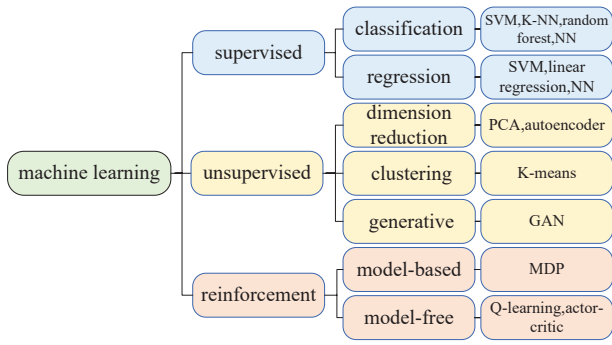 machine learning
supervised
classification
SVM,K-NN,random
forest,NN
regression
SVM,linear
regression,NN
unsupervised
dimension
reduction
PCA,autoencoder
clustering
K-means
generative
GAN
reinforcement
model-based
MDP
model-free
Q-learning,actor-
critic